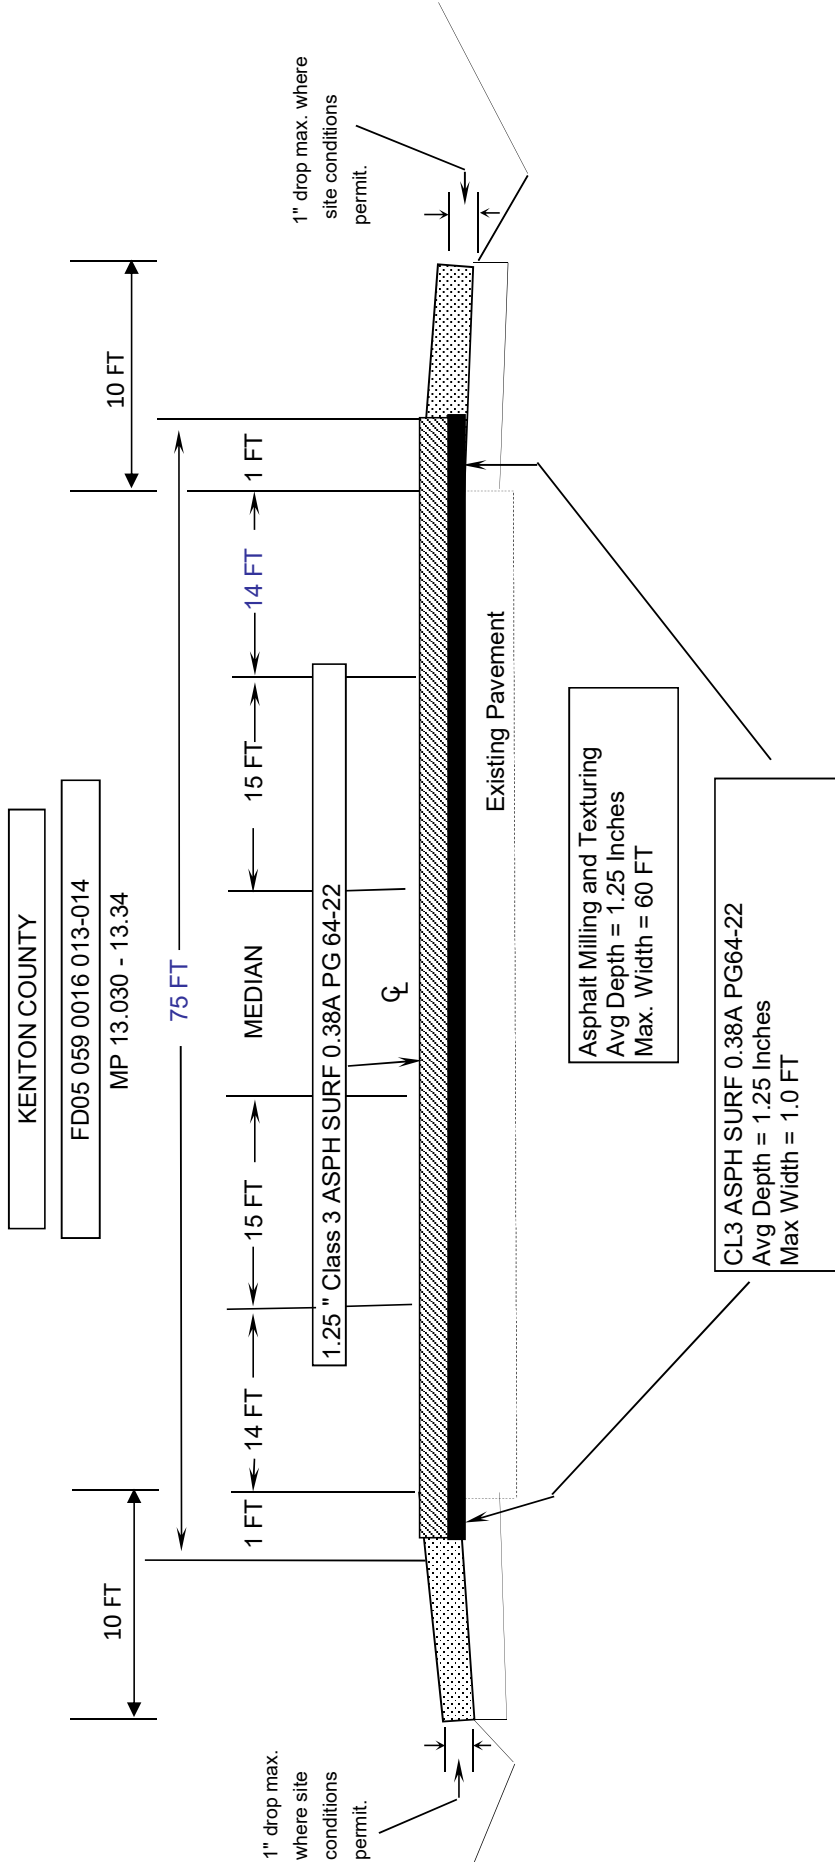 KENTON COUNTY
FD05 059 0016 013-014
MP 13.030 - 13.34
10 FT
75 FT
10 FT
1 FT
14 FT
15 FT
MEDIAN
15 FT
14 FT
1 FT
1" drop max.
where site
conditions
permit.
1.25 " Class 3 ASPH SURF 0.38A PG 64-22
1" drop max. where
site conditions
permit.
CL
Existing Pavement
Asphalt Milling and Texturing
Avg Depth = 1.25 Inches
Max. Width = 60 FT
CL3 ASPH SURF 0.38A PG64-22
Avg Depth = 1.25 Inches
Max Width = 1.0 FT